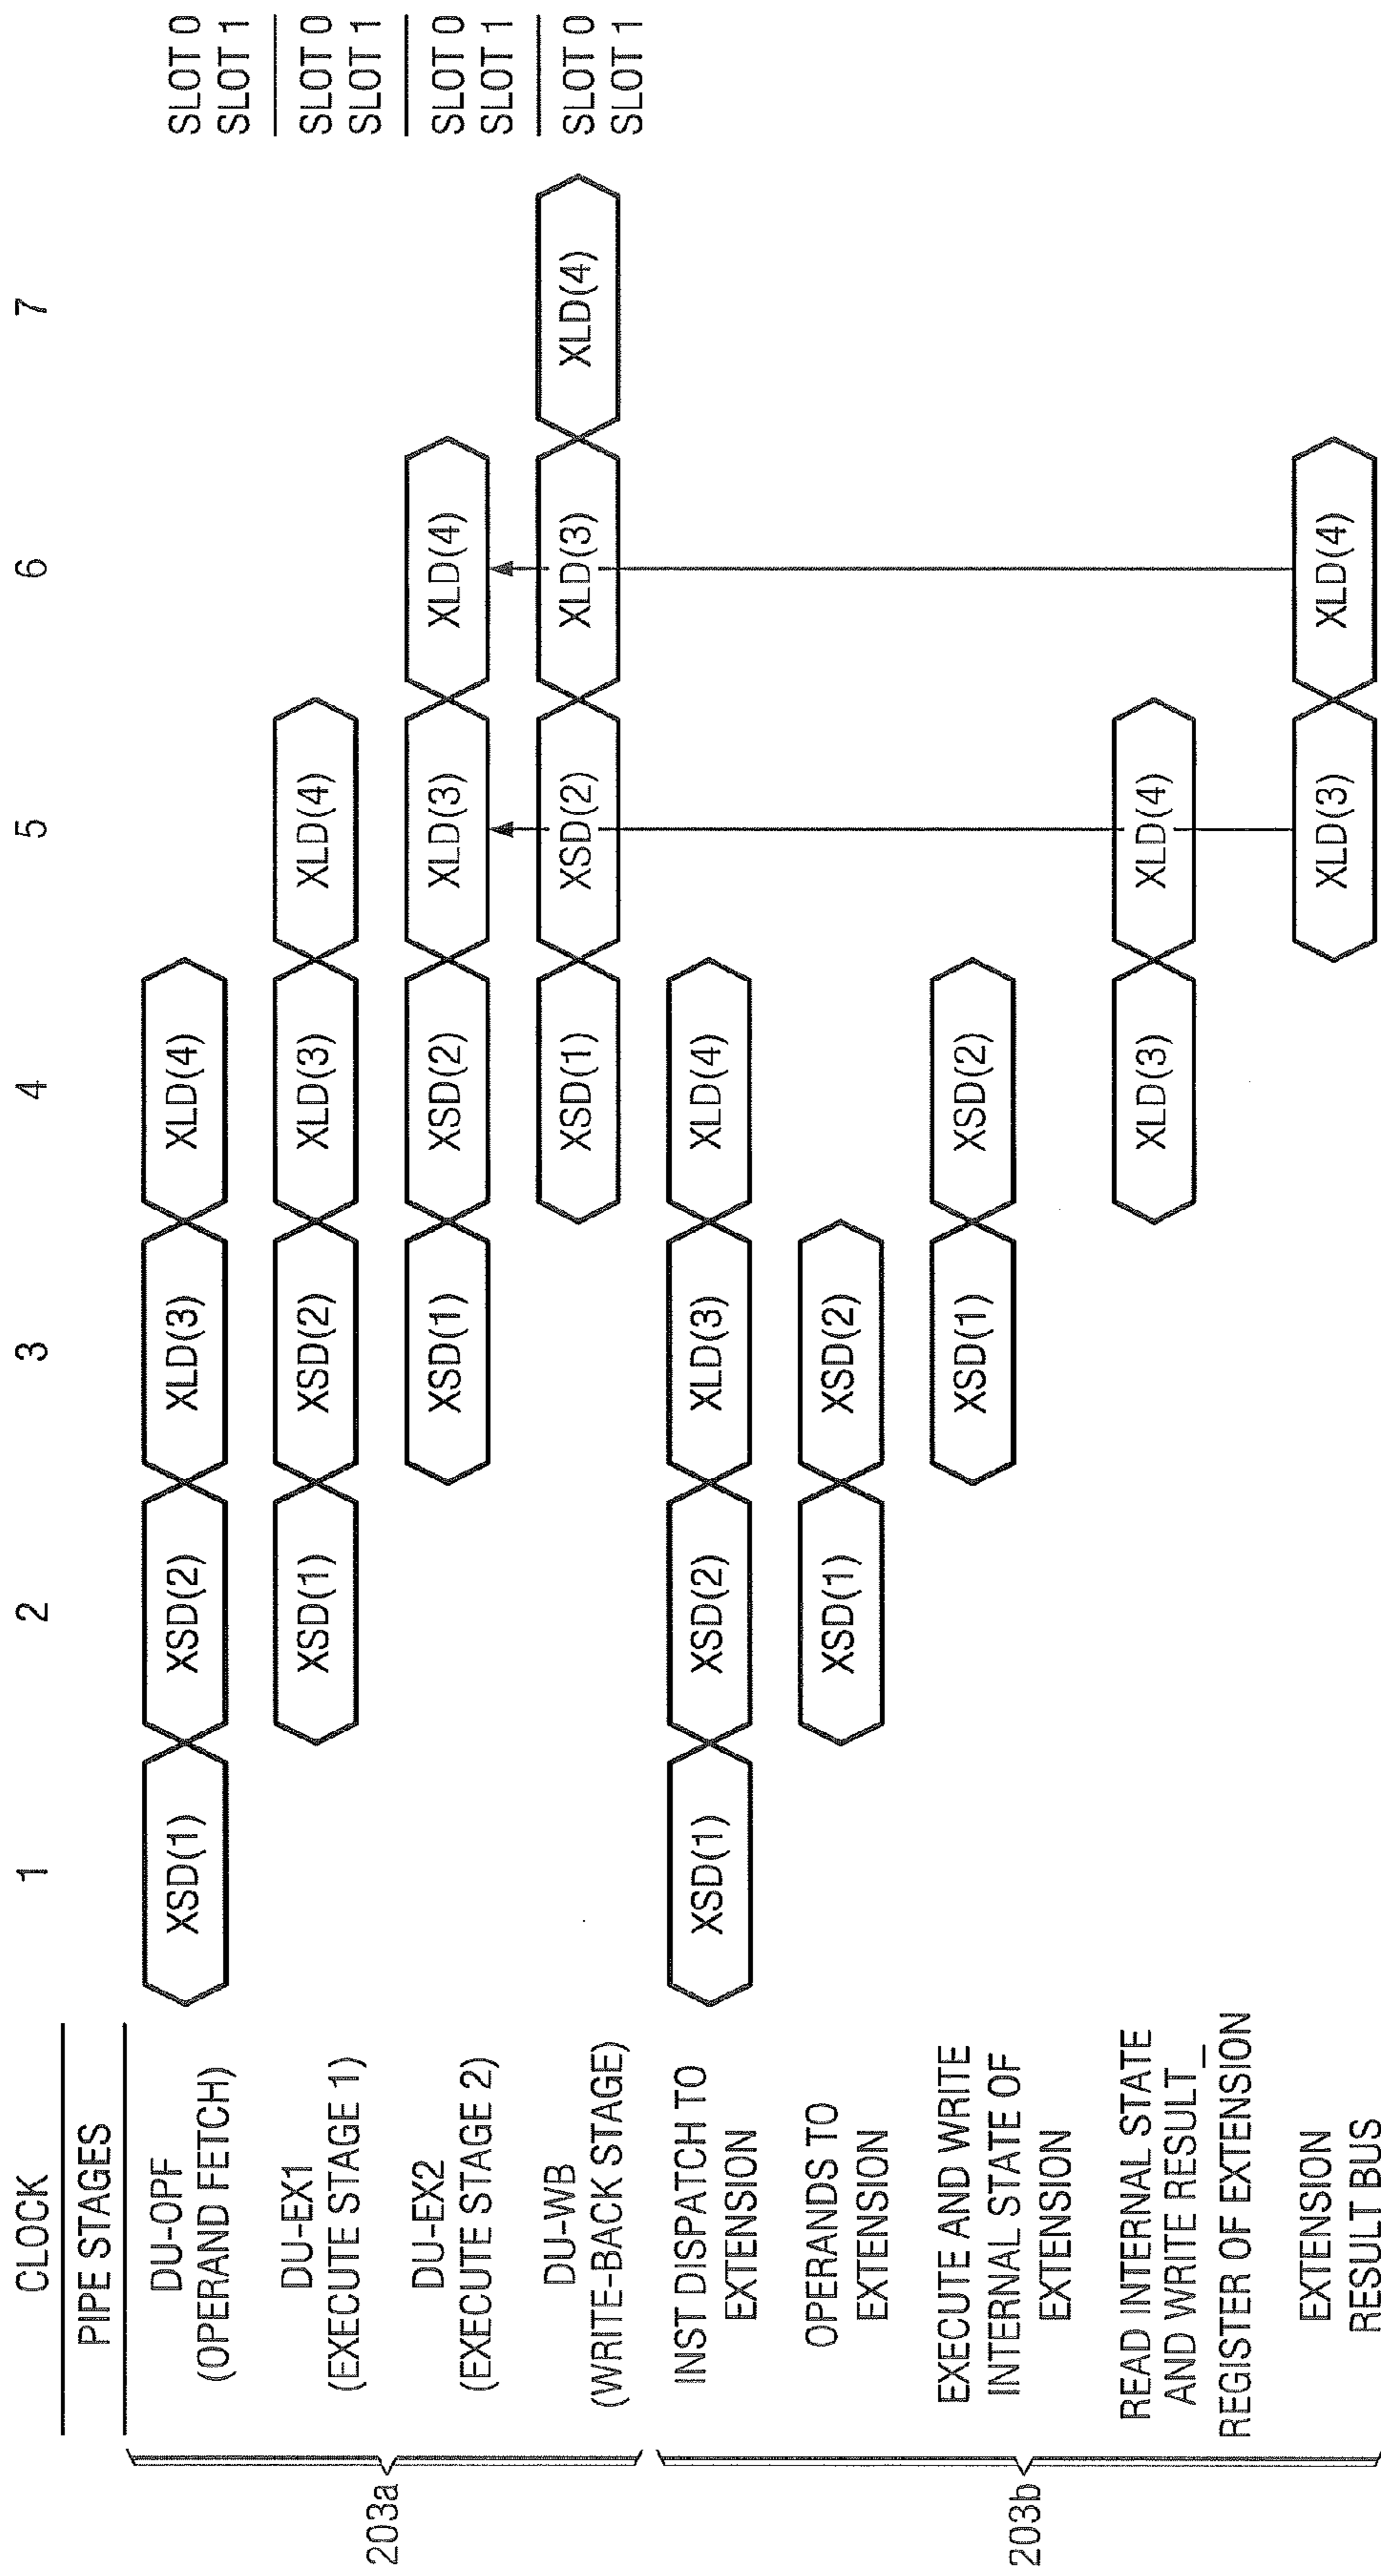 CLOCK 1 2 3 4 5 6 7
PIPE STAGES
203a
DU-OPF
(OPERAND FETCH)
XSD(1) XSD(2) XLD(3) XLD(4)
SLOT 0
SLOT 1
DU-EX1
(EXECUTE STAGE 1)
XSD(1) XSD(2) XLD(3) XLD(4)
SLOT 0
SLOT 1
DU-EX2
(EXECUTE STAGE 2)
XSD(1) XSD(2) XLD(3) XLD(4)
SLOT 0
SLOT 1
DU-WB
(WRITE-BACK STAGE)
XSD(1) XSD(2) XLD(3) XLD(4)
SLOT 0
SLOT 1
203b
INST DISPATCH TO
EXTENSION
XSD(1) XSD(2) XLD(3) XLD(4)
OPERANDS TO
EXTENSION
XSD(1) XSD(2)
EXECUTE AND WRITE
INTERNAL STATE OF
EXTENSION
XSD(1) XSD(2)
READ INTERNAL STATE
AND WRITE RESULT_
REGISTER OF EXTENSION
XLD(3) XLD(4)
EXTENSION
RESULT BUS
XLD(3) XLD(4)